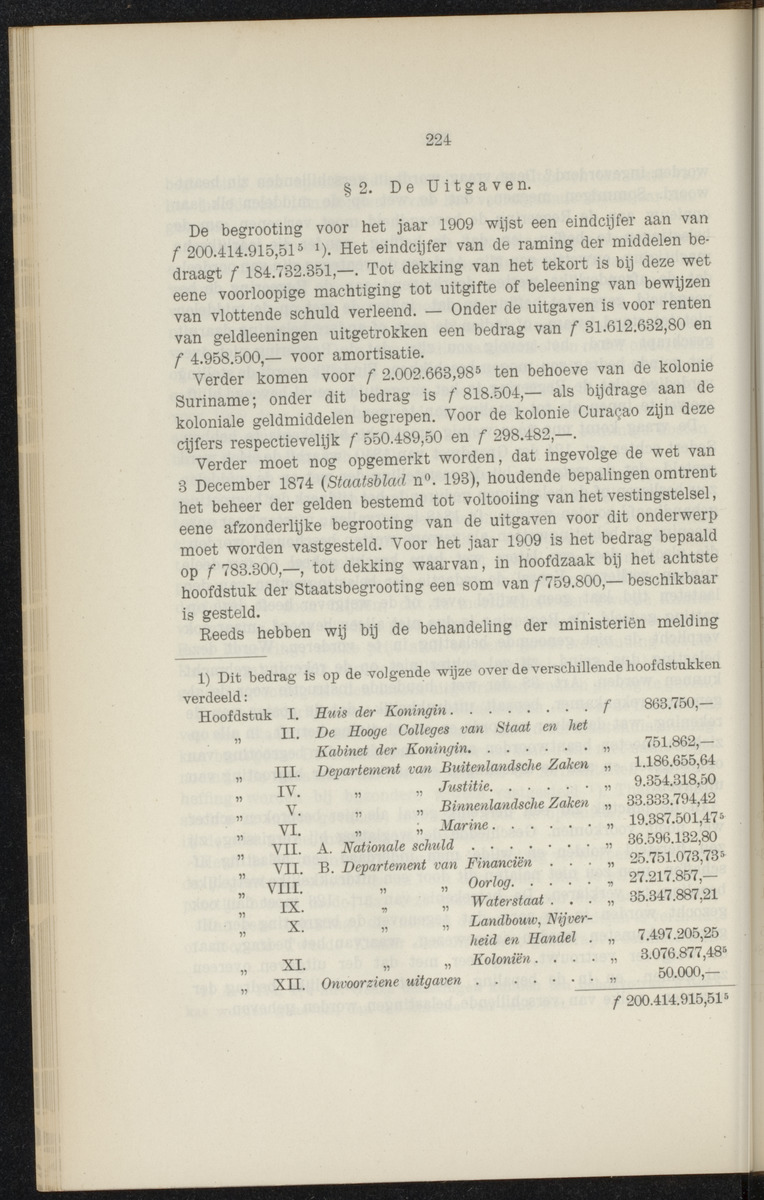 224
§ 2. De Uitgaven.
De begrooting voor het jaar 1909 wijst een eindcijfer aan van
f 200.414.915,51⁵ ¹). Het eindcijfer van de raming der middelen be-
draagt f 184.732.351,—. Tot dekking van het tekort is bij deze wet
eene voorloopige machtiging tot uitgifte of beleening van bewijzen
van vlottende schuld verleend. — Onder de uitgaven is voor renten
van geldleeningen uitgetrokken een bedrag van f 31.612.632,80 en
f 4.958.500,— voor amortisatie.
Verder komen voor f 2.002.663,98⁵ ten behoeve van de kolonie
Suriname; onder dit bedrag is f 818.504,— als bijdrage aan de
koloniale geldmiddelen begrepen. Voor de kolonie Curaçao zijn deze
cijfers respectievelijk f 550.489,50 en f 298.482,—.
Verder moet nog opgemerkt worden, dat ingevolge de wet van
3 December 1874 (Staatsblad nº. 193), houdende bepalingen omtrent
het beheer der gelden bestemd tot voltooiing van het vestingstelsel,
eene afzonderlijke begrooting van de uitgaven voor dit onderwerp
moet worden vastgesteld. Voor het jaar 1909 is het bedrag bepaald
op f 783.300,—, tot dekking waarvan, in hoofdzaak bij het achtste
hoofdstuk der Staatsbegrooting een som van f 759.800,— beschikbaar
is gesteld.
Reeds hebben wij bij de behandeling der ministeriën melding
1) Dit bedrag is op de volgende wijze over de verschillende hoofdstukken
verdeeld:
Hoofdstuk I. Huis der Koningin . . . . . . . . f 863.750,—
„ II. De Hooge Colleges van Staat en het
Kabinet der Koningin. . . . . . . „ 751.862,—
„ III. Departement van Buitenlandsche Zaken „ 1.186.655,64
„ IV. „ „ Justitie. . . . . . „ 9.354.318,50
„ V. „ „ Binnenlandsche Zaken „ 33.333.794,42
„ VI. „ „ Marine . . . . . . „ 19.387.501,47⁵
„ VII. A. Nationale schuld . . . . . . . „ 36.596.132,80
„ VII. B. Departement van Financiën . . . „ 25.751.073,73⁵
„ VIII. „ „ Oorlog. . . . . „ 27.217.857,—
„ IX. „ „ Waterstaat . . . „ 35.347.887,21
„ X. „ „ Landbouw, Nijver-
heid en Handel . „ 7.497.205,25
„ XI. „ „ Koloniën . . . . „ 3.076.877,48⁵
„ XII. Onvoorziene uitgaven . . . . . . . „ 50.000,—
f 200.414.915,51⁵